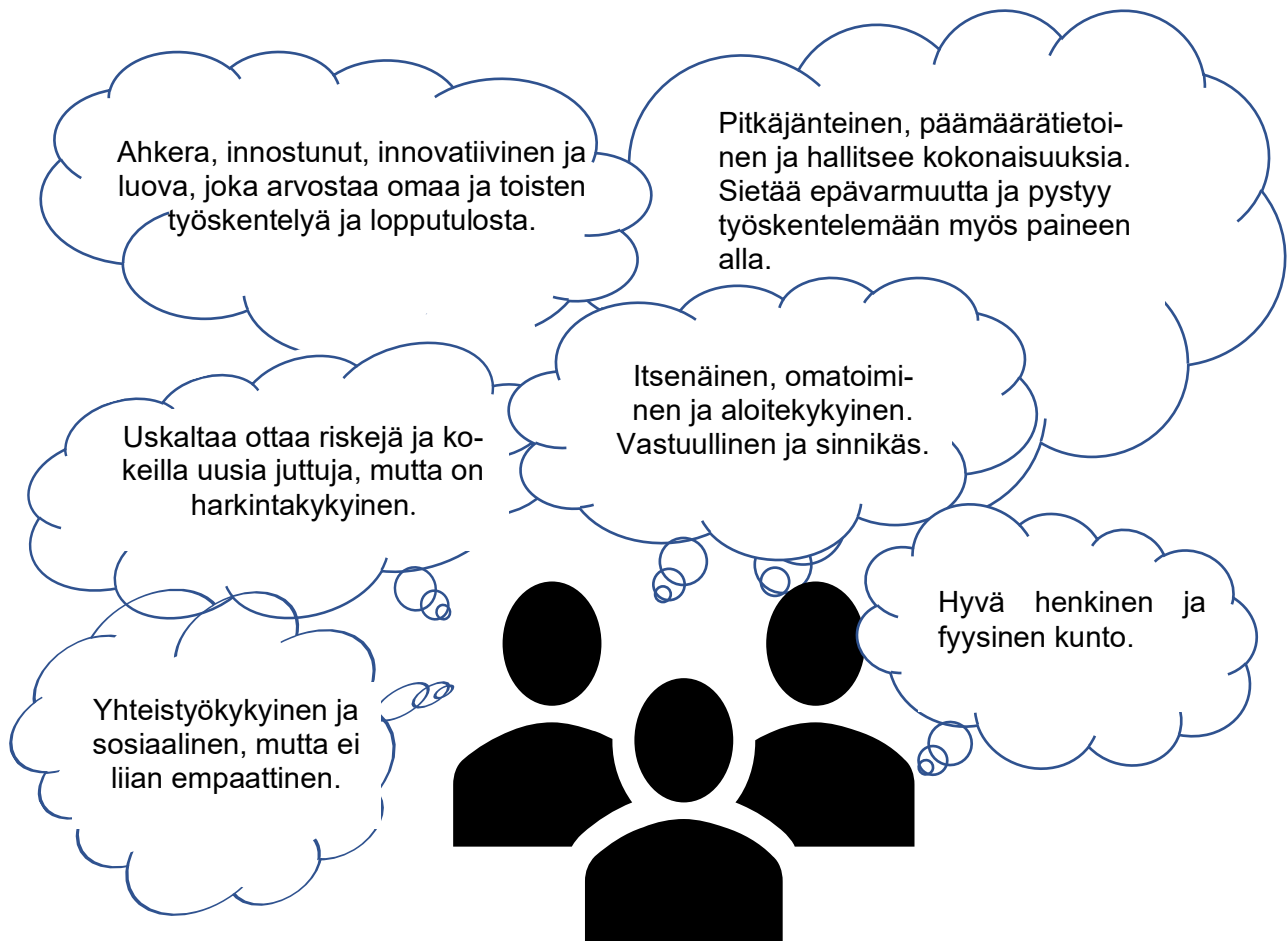 Ahkera, innostunut, innovatiivinen ja
luova, joka arvostaa omaa ja toisten
työskentelyä ja lopputulosta.
Pitkäjänteinen, päämäärätietoi-
nen ja hallitsee kokonaisuuksia.
Sietää epävarmuutta ja pystyy
työskentelemään myös paineen
alla.
Itsenäinen, omatoimi-
nen ja aloitekykyinen.
Vastuullinen ja sinnikäs.
Uskaltaa ottaa riskejä ja ko-
keilla uusia juttuja, mutta on
harkintakykyinen.
Hyvä henkinen ja
fyysinen kunto.
Yhteistyökykyinen ja
sosiaalinen, mutta ei
liian empaattinen.